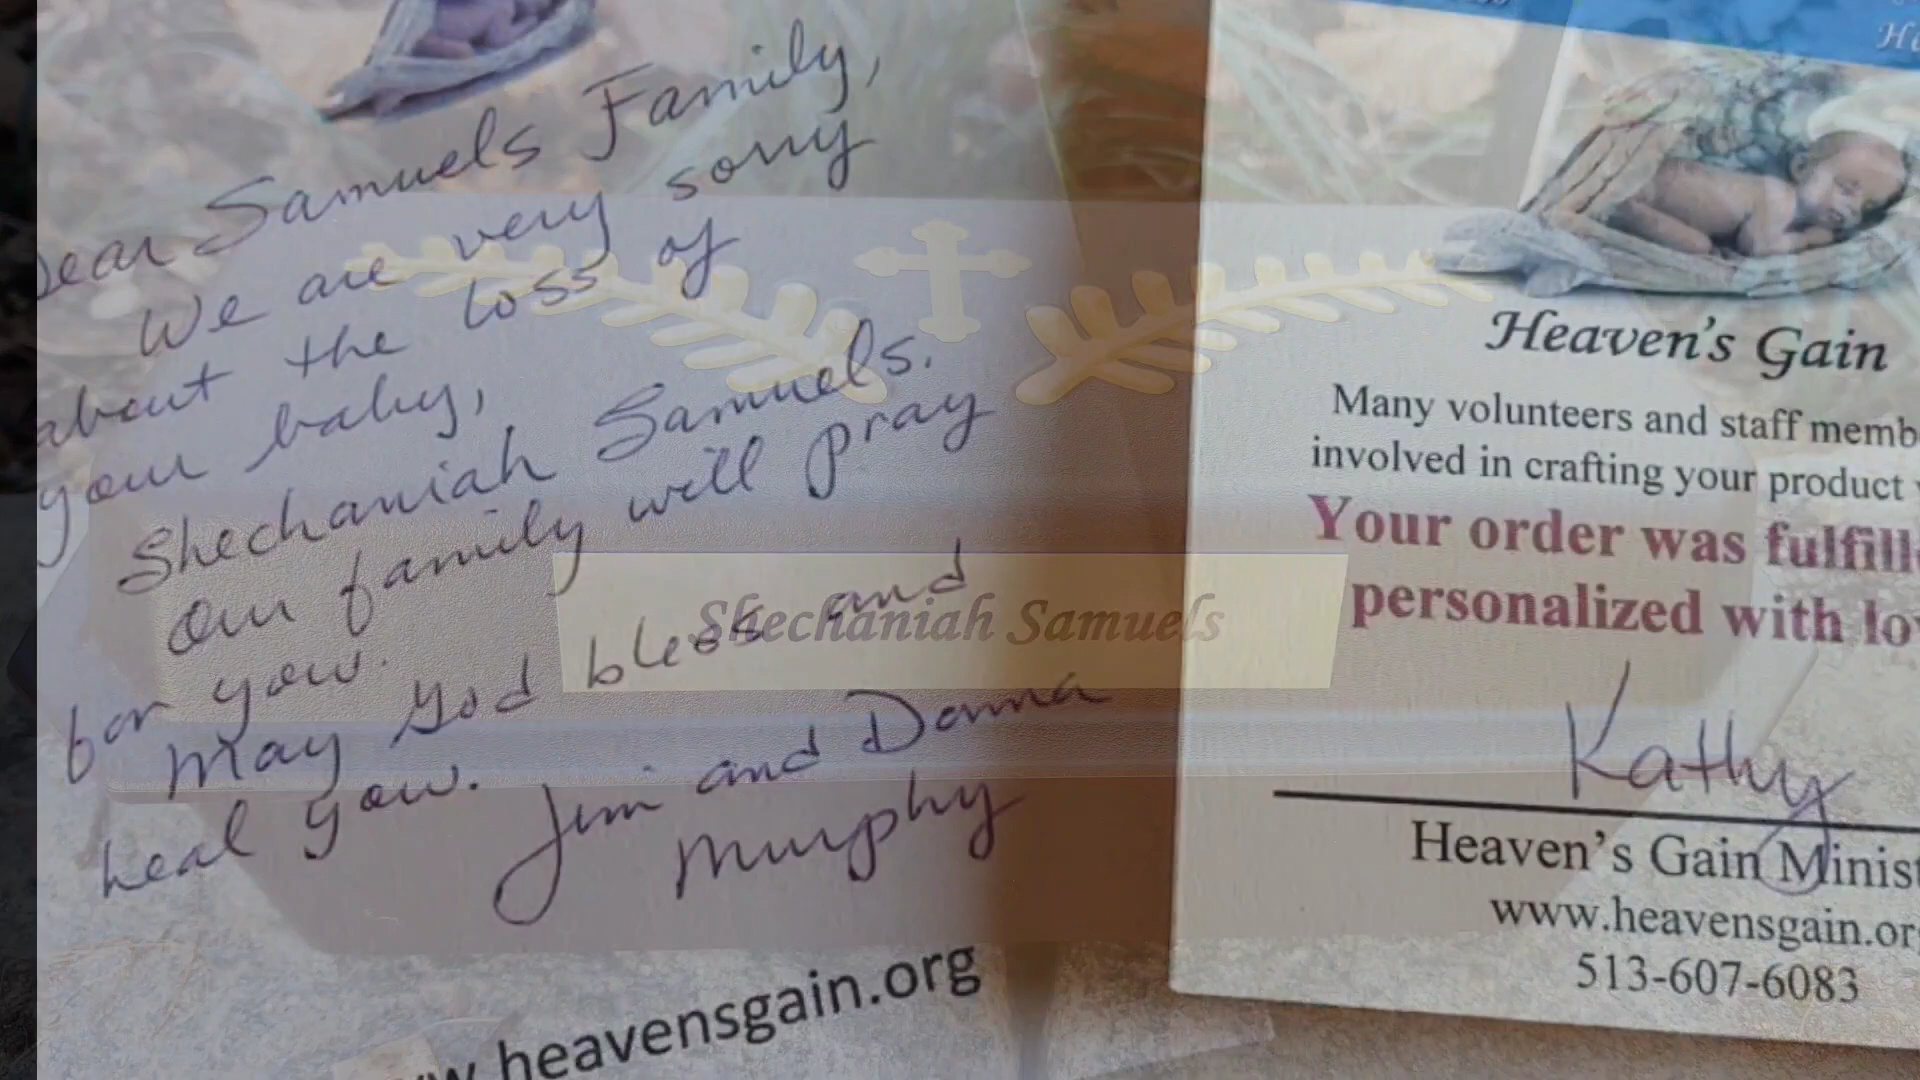 Dear Samuels Family,
We are very sorry
about the loss of
your baby,
Shechaniah Samuels.
Our family will pray
for you.
May God bless and
heal you.
Jim and Donna
Murphy
heavensgain.org
Shechaniah Samuels
Heaven's Gain
Many volunteers and staff memb
involved in crafting your product
Your order was fulfill
personalized with lo
Kathy
Heaven's Gain Minist
www.heavensgain.or
513-607-6083